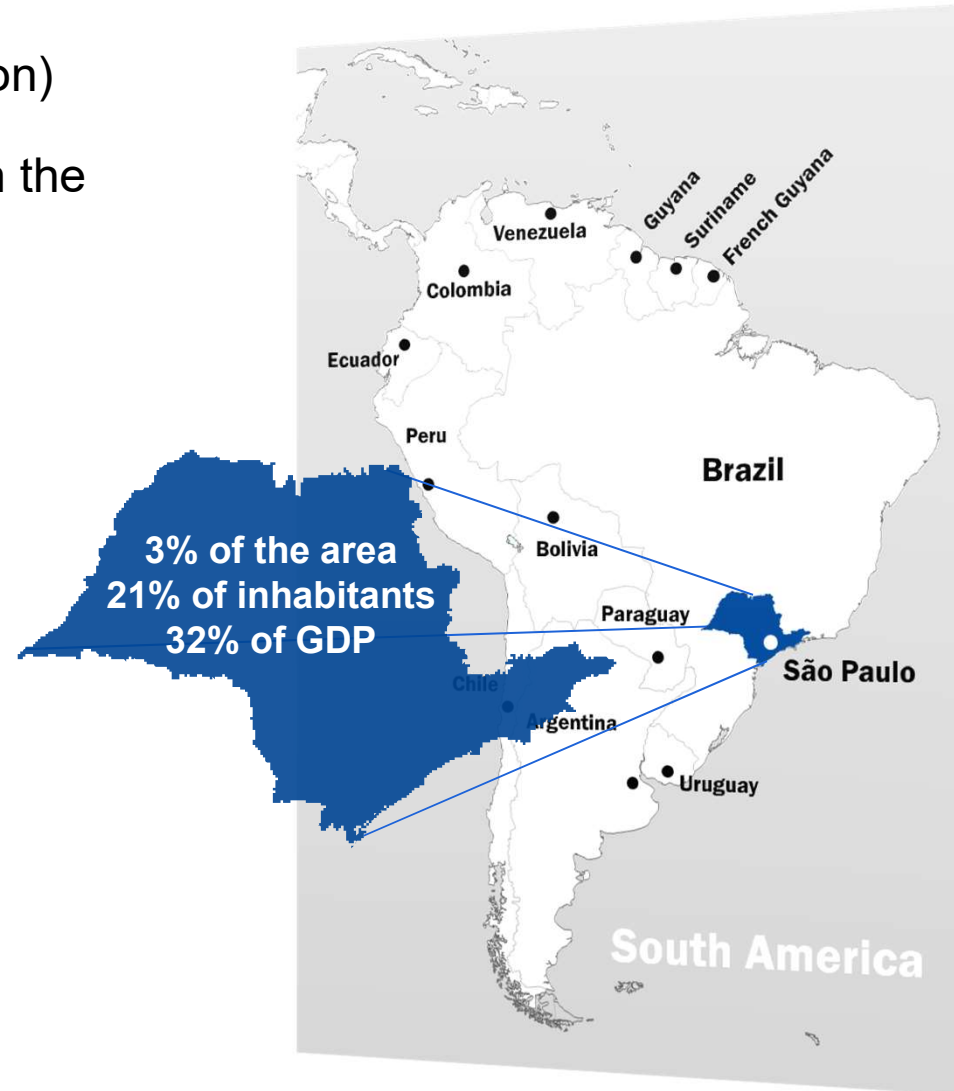 on)
n the
Guyana
Suriname
French Guyana
Venezuela
Colombia
Ecuador
Peru
Brazil
3% of the area
21% of inhabitants
32% of GDP
Bolivia
Paraguay
São Paulo
Chile
Argentina
Uruguay
South America